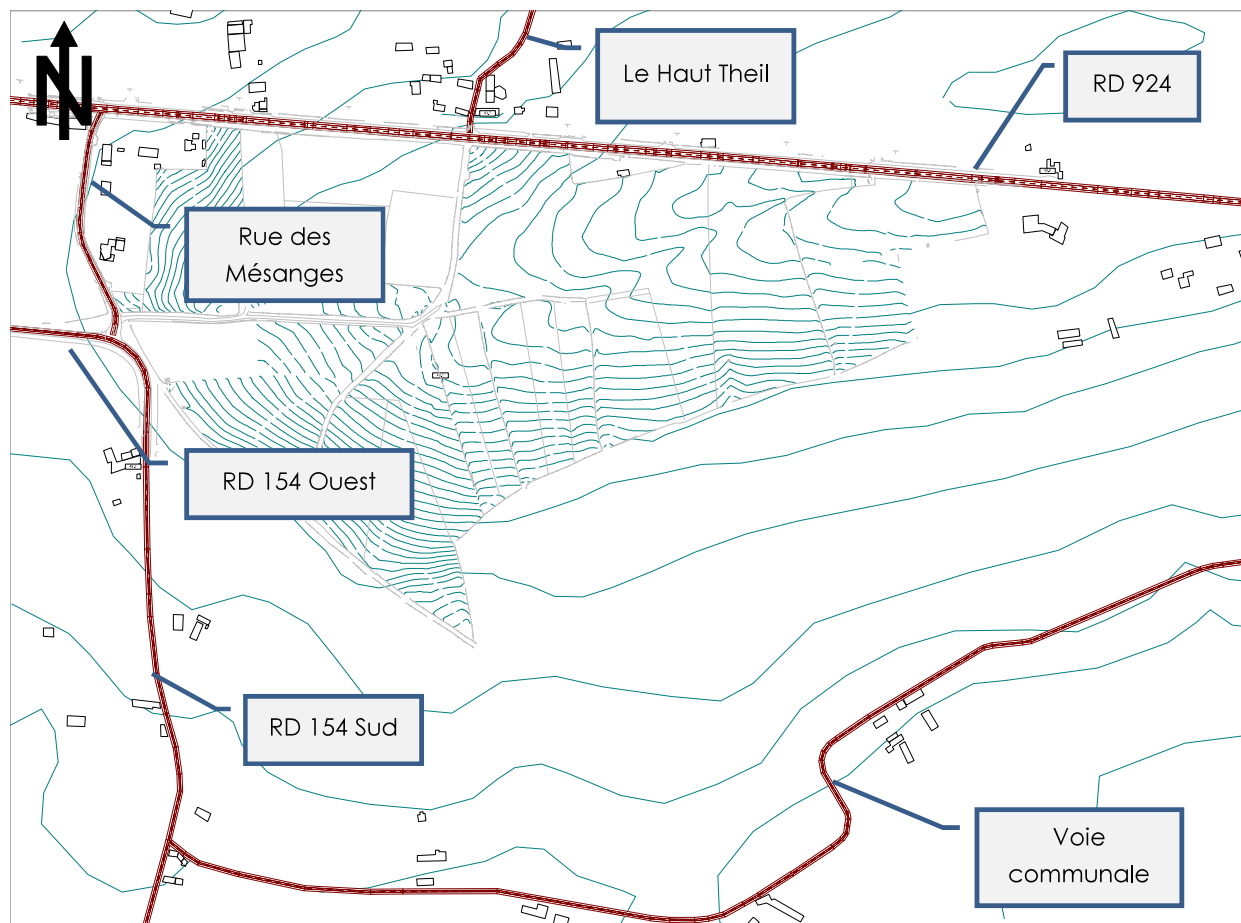 N
Le Haut Theil
RD 924
Rue des
Mésanges
RD 154 Ouest
RD 154 Sud
Voie
communale